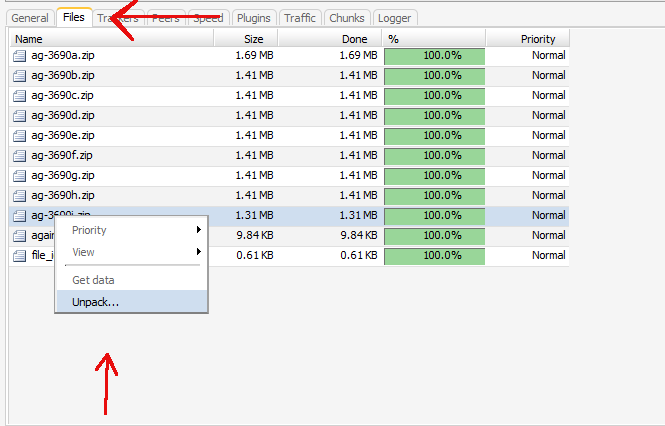 General Files Trackers Peers Speed Plugins Traffic Chunks Logger
Name Size Done % Priority
ag-3690a.zip 1.69 MB 1.69 MB 100.0% Normal
ag-3690b.zip 1.41 MB 1.41 MB 100.0% Normal
ag-3690c.zip 1.41 MB 1.41 MB 100.0% Normal
ag-3690d.zip 1.41 MB 1.41 MB 100.0% Normal
ag-3690e.zip 1.41 MB 1.41 MB 100.0% Normal
ag-3690f.zip 1.41 MB 1.41 MB 100.0% Normal
ag-3690g.zip 1.41 MB 1.41 MB 100.0% Normal
ag-3690h.zip 1.41 MB 1.41 MB 100.0% Normal
ag-3690i.zip 1.31 MB 1.31 MB 100.0% Normal
again 9.84 KB 9.84 KB 100.0% Normal
file_i 0.61 KB 0.61 KB 100.0% Normal
Priority
View
Get data
Unpack...